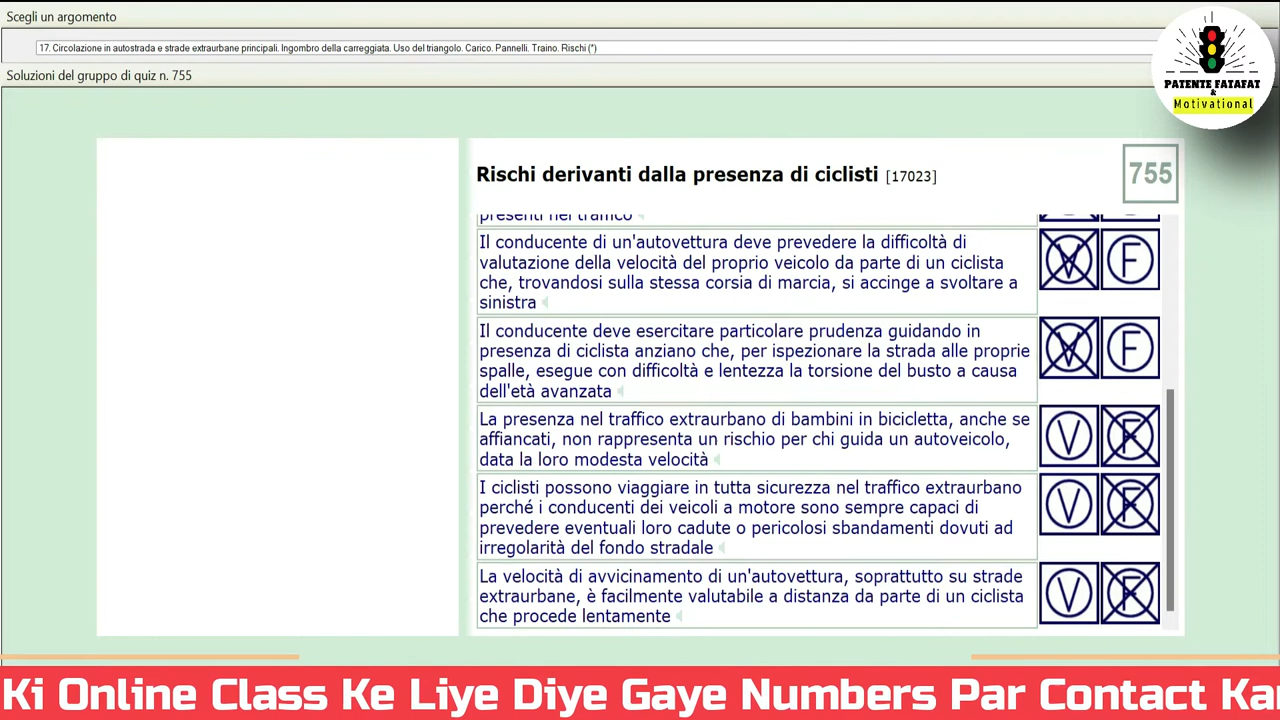 Scegli un argomento
17. Circolazione in autostrada e strade extraurbane principali. Ingombro della carreggiata. Uso del triangolo. Carico. Pannelli. Traino. Rischi (*)
Soluzioni del gruppo di quiz n. 755
PATENTE FATAFAT
&
Motivational
Rischi derivanti dalla presenza di ciclisti [17023]
755
presenti nel traffico
Il conducente di un'autovettura deve prevedere la difficoltà di
valutazione della velocità del proprio veicolo da parte di un ciclista
che, trovandosi sulla stessa corsia di marcia, si accinge a svoltare a
sinistra
V F
Il conducente deve esercitare particolare prudenza guidando in
presenza di ciclista anziano che, per ispezionare la strada alle proprie
spalle, esegue con difficoltà e lentezza la torsione del busto a causa
dell'età avanzata
V F
La presenza nel traffico extraurbano di bambini in bicicletta, anche se
affiancati, non rappresenta un rischio per chi guida un autoveicolo,
data la loro modesta velocità
V F
I ciclisti possono viaggiare in tutta sicurezza nel traffico extraurbano
perché i conducenti dei veicoli a motore sono sempre capaci di
prevedere eventuali loro cadute o pericolosi sbandamenti dovuti ad
irregolarità del fondo stradale
V F
La velocità di avvicinamento di un'autovettura, soprattutto su strade
extraurbane, è facilmente valutabile a distanza da parte di un ciclista
che procede lentamente
V F
Ki Online Class Ke Liye Diye Gaye Numbers Par Contact Ka